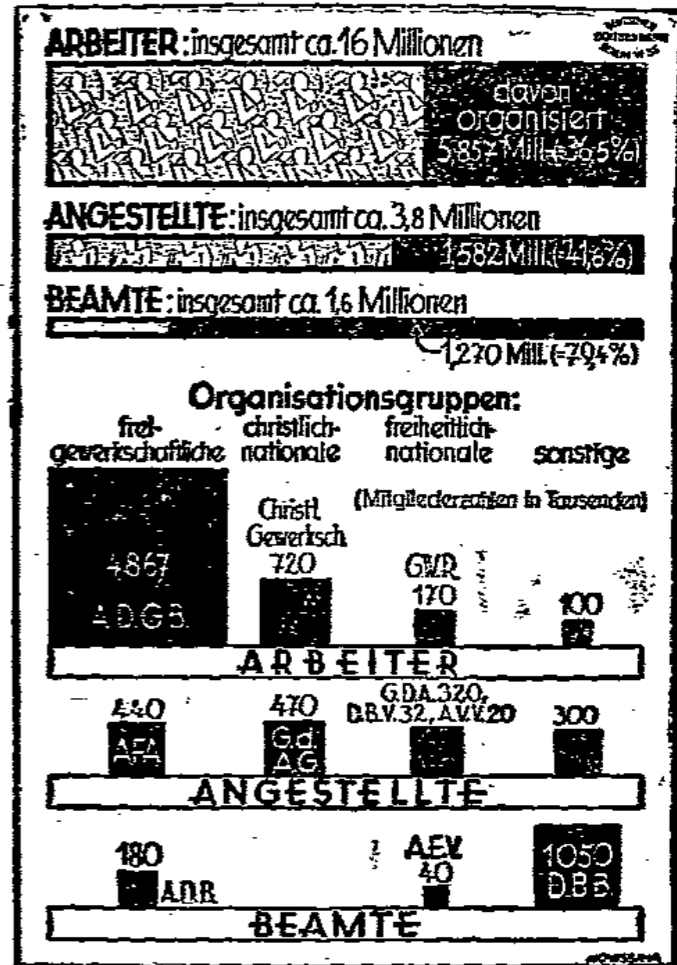 ARBEITER: insgesamt ca. 16 Millionen
davon
organisiert
5,857 Mill. (=36,5%)
ANGESTELLTE: insgesamt ca. 3,8 Millionen
1,582 Mill. (=41,6%)
BEAMTE: insgesamt ca. 1,6 Millionen
1,270 Mill. (=79,4%)
Organisationsgruppen:
frei- christlich- freiheitlich-
gewerkschaftliche nationale nationale sonstige
(Mitgliederzahlen in Tausenden)
Christl.
Gewerksch.
4867 720 G.W.R. 170 100
A.D.G.B.
ARBEITER
G.D.A. 320,
440 470 D.B.V. 32, A.V.V. 20 300
AFA G.d.
A.G.
ANGESTELLTE
180 A.E.V. 1050
A.D.B. 40 D.B.B.
BEAMTE